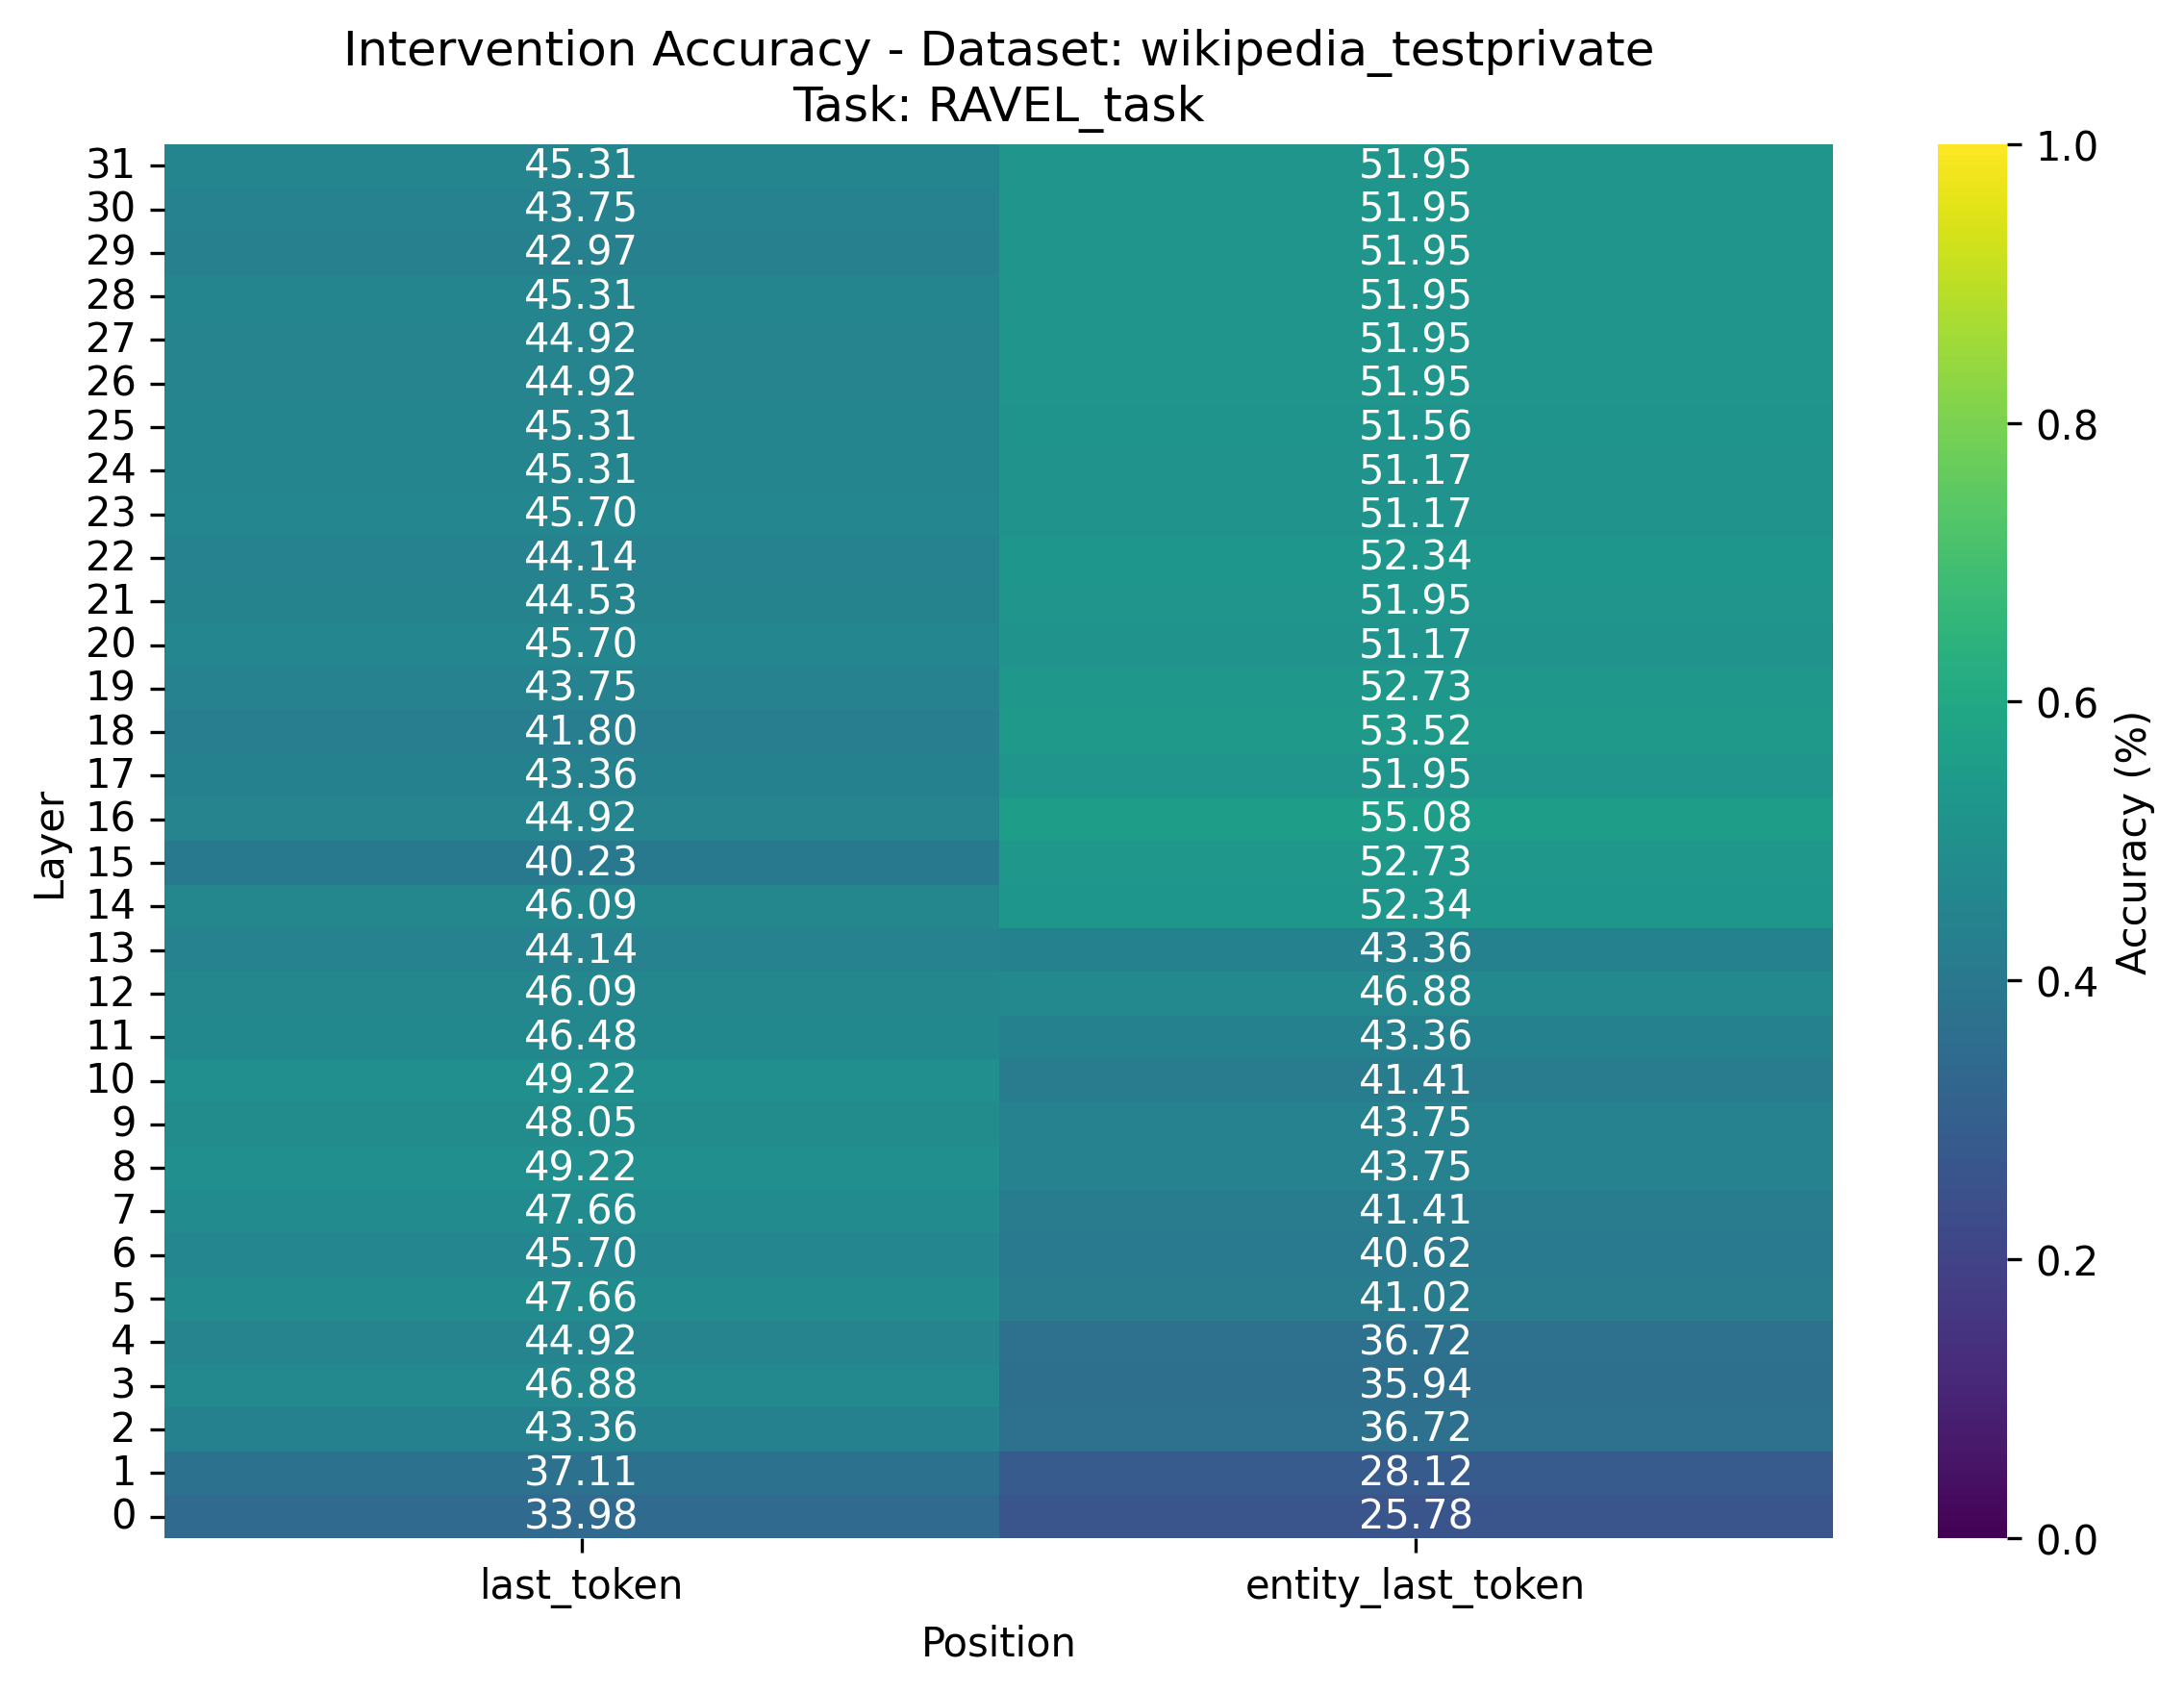 Intervention Accuracy - Dataset: wikipedia_testprivate
Task: RAVEL_task
31 45.31 51.95
30 43.75 51.95
29 42.97 51.95
28 45.31 51.95
27 44.92 51.95
26 44.92 51.95
25 45.31 51.56
24 45.31 51.17
23 45.70 51.17
22 44.14 52.34
21 44.53 51.95
20 45.70 51.17
19 43.75 52.73
18 41.80 53.52
17 43.36 51.95
16 44.92 55.08
15 40.23 52.73
14 46.09 52.34
13 44.14 43.36
12 46.09 46.88
11 46.48 43.36
10 49.22 41.41
9 48.05 43.75
8 49.22 43.75
7 47.66 41.41
6 45.70 40.62
5 47.66 41.02
4 44.92 36.72
3 46.88 35.94
2 43.36 36.72
1 37.11 28.12
0 33.98 25.78
last_token entity_last_token
Position
Layer
1.0
0.8
0.6
0.4
0.2
0.0
Accuracy (%)